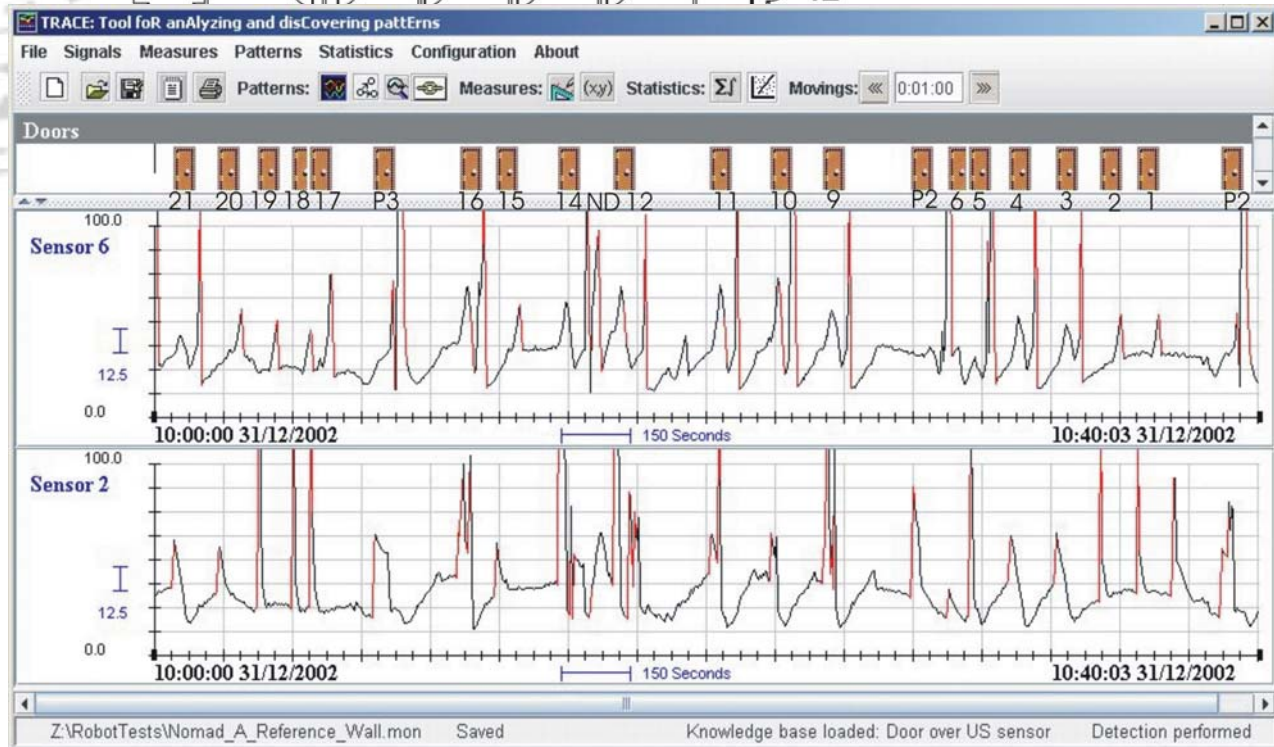 TRACE: Tool foR anAlyzing and disCovering pattErns
File Signals Measures Patterns Statistics Configuration About
Patterns: Measures: (x,y) Statistics: Σ∫ Movings: 0:01:00
Doors
21 20 19 18 17 P3 16 15 14 ND 12 11 10 9 P2 6 5 4 3 2 1 P2
100.0
Sensor 6
12.5
0.0
10:00:00 31/12/2002 10:40:03 31/12/2002
150 Seconds
100.0
Sensor 2
12.5
0.0
10:00:00 31/12/2002 10:40:03 31/12/2002
150 Seconds
Z:\RobotTests\Nomad_A_Reference_Wall.mon Saved Knowledge base loaded: Door over US sensor Detection performed